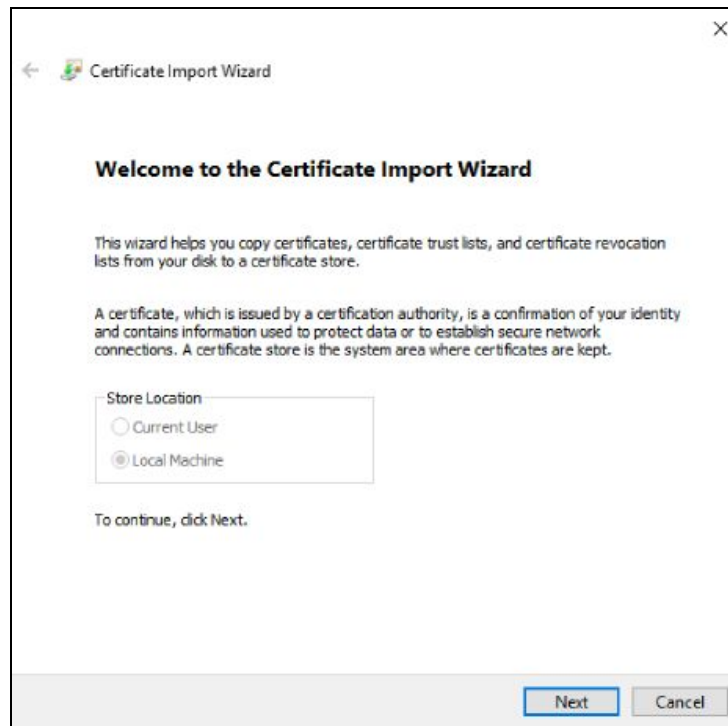 Certificate Import Wizard
Welcome to the Certificate Import Wizard
This wizard helps you copy certificates, certificate trust lists, and certificate revocation
lists from your disk to a certificate store.
A certificate, which is issued by a certification authority, is a confirmation of your identity
and contains information used to protect data or to establish secure network
connections. A certificate store is the system area where certificates are kept.
Store Location
Current User
Local Machine
To continue, click Next.
Next
Cancel